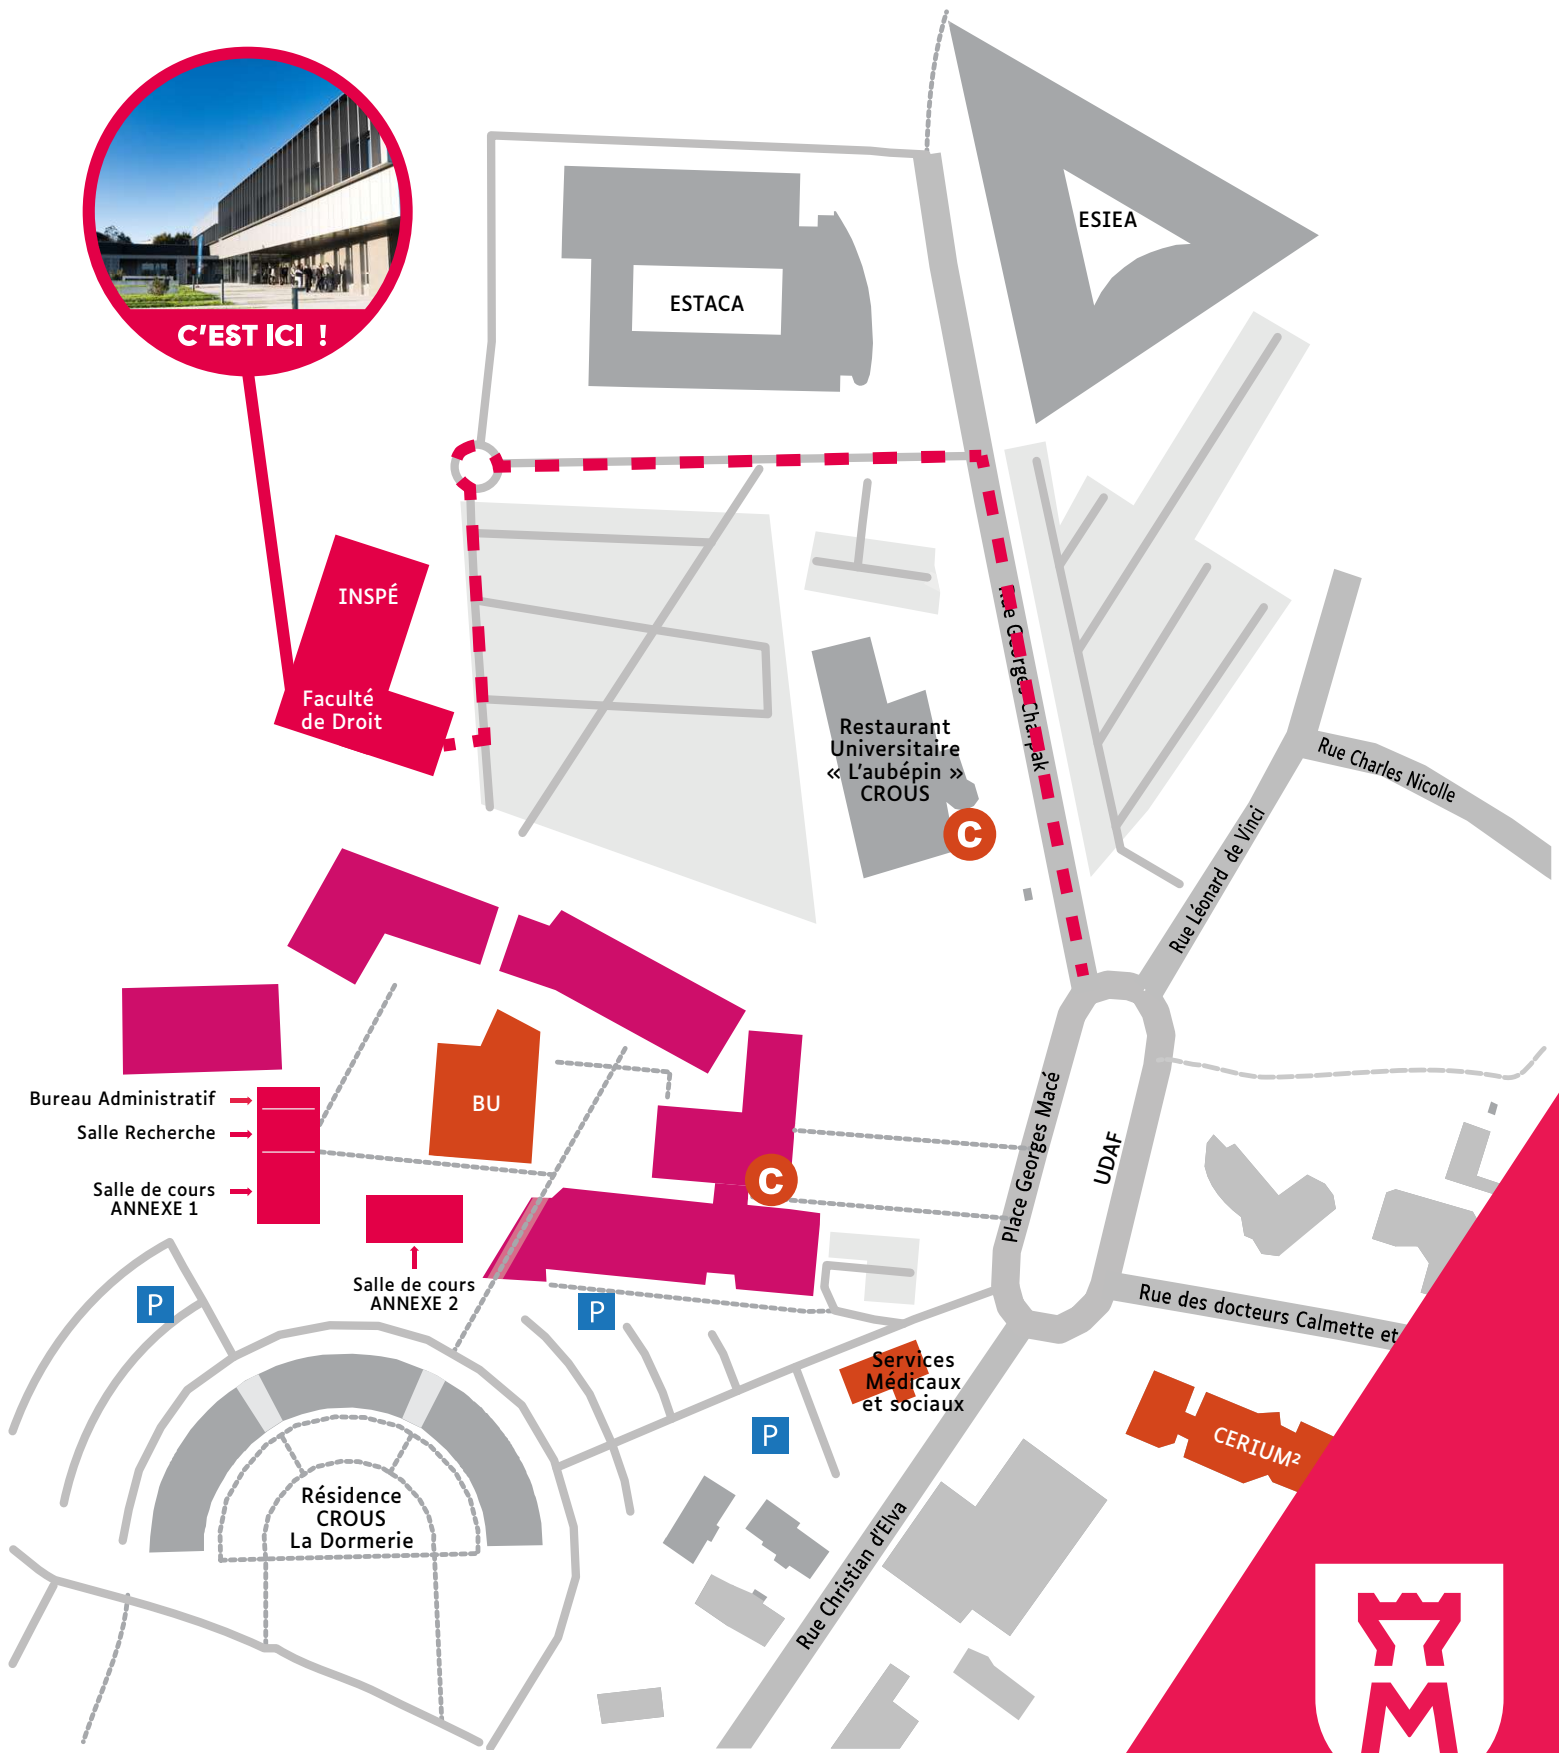 ESIEA
ESTACA
C'EST ICI !
INSPÉ
Faculté
de Droit
Rue Georges Charpak
Restaurant
Universitaire
« L'aubépin »
CROUS
C
Rue Charles Nicolle
Rue Léonard de Vinci
Bureau Administratif
Salle Recherche
Salle de cours
ANNEXE 1
BU
C
Place Georges Macé
UDAF
Salle de cours
ANNEXE 2
P
P
Rue des docteurs Calmette et
Services
Médicaux
et sociaux
P
CERIUM²
Résidence
CROUS
La Dormerie
Rue Christian d'Elva
M